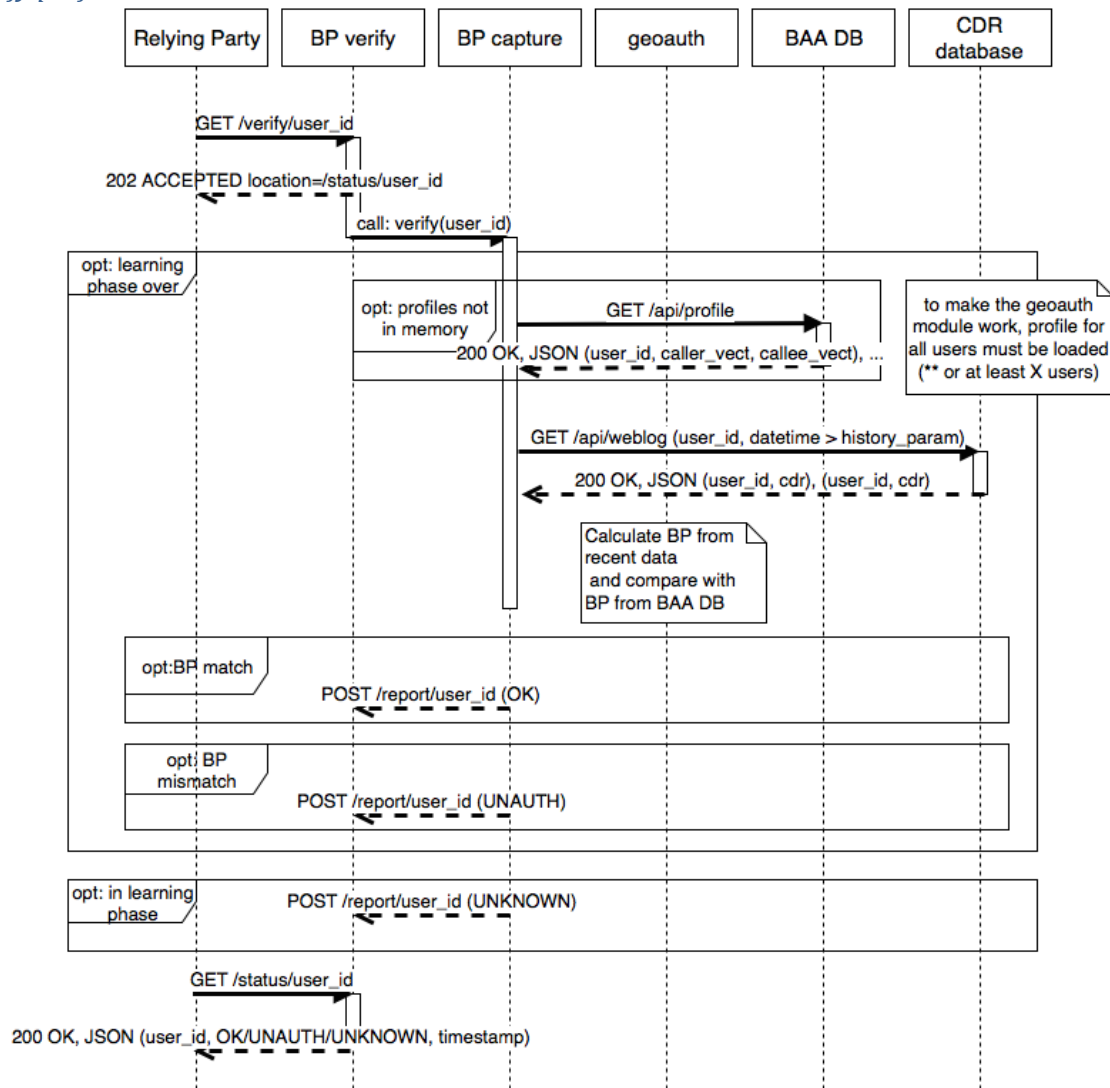 Relying Party
BP verify
BP capture
geoauth
BAA DB
CDR
database
GET /verify/user_id
202 ACCEPTED location=/status/user_id
call: verify(user_id)
opt: learning
phase over
opt: profiles not
in memory
GET /api/profile
200 OK, JSON (user_id, caller_vect, callee_vect), ...
to make the geoauth
module work, profile for
all users must be loaded
(** or at least X users)
GET /api/weblog (user_id, datetime > history_param)
200 OK, JSON (user_id, cdr), (user_id, cdr)
Calculate BP from
recent data
and compare with
BP from BAA DB
opt:BP match
POST /report/user_id (OK)
opt: BP
mismatch
POST /report/user_id (UNAUTH)
opt: in learning
phase
POST /report/user_id (UNKNOWN)
GET /status/user_id
200 OK, JSON (user_id, OK/UNAUTH/UNKNOWN, timestamp)